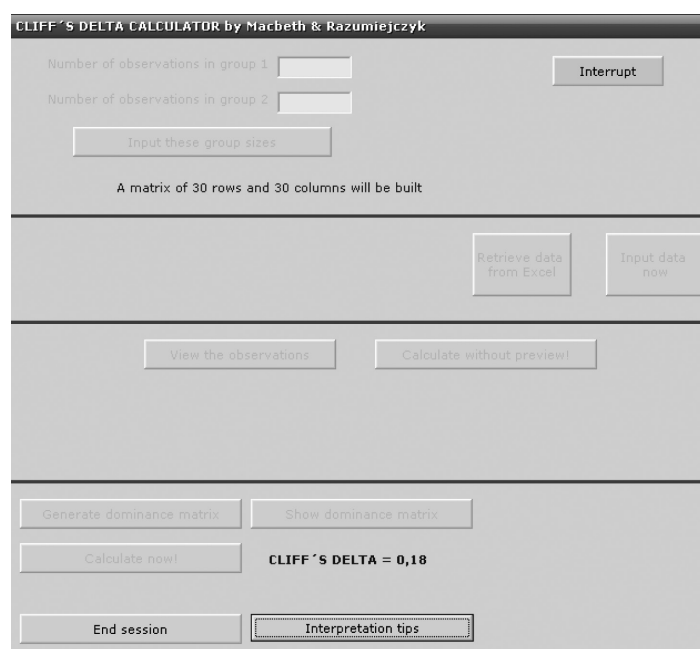 CLIFF´S DELTA CALCULATOR by Macbeth & Razumiejczyk
Number of observations in group 1
Interrupt
Number of observations in group 2
Input these group sizes
A matrix of 30 rows and 30 columns will be built
Retrieve data
from Excel
Input data
now
View the observations
Calculate without preview!
Generate dominance matrix
Show dominance matrix
Calculate now!
CLIFF´S DELTA = 0,18
End session
Interpretation tips